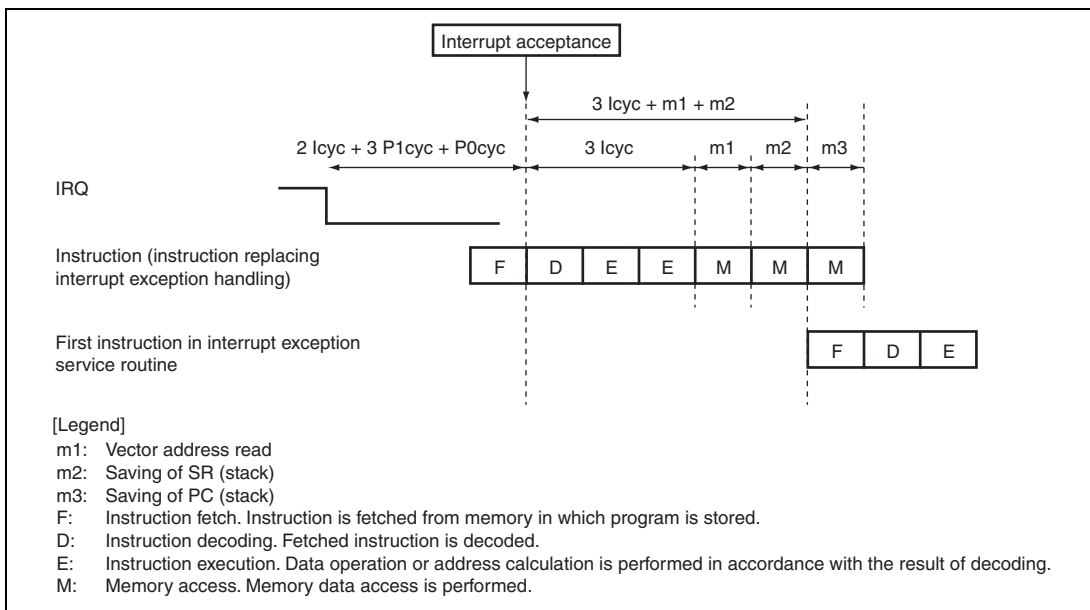 Interrupt acceptance
3 Icyc + m1 + m2
2 Icyc + 3 P1cyc + P0cyc
3 Icyc
m1
m2
m3
IRQ
Instruction (instruction replacing
interrupt exception handling)
F D E E M M M
First instruction in interrupt exception
service routine
F D E
[Legend]
m1: Vector address read
m2: Saving of SR (stack)
m3: Saving of PC (stack)
F: Instruction fetch. Instruction is fetched from memory in which program is stored.
D: Instruction decoding. Fetched instruction is decoded.
E: Instruction execution. Data operation or address calculation is performed in accordance with the result of decoding.
M: Memory access. Memory data access is performed.